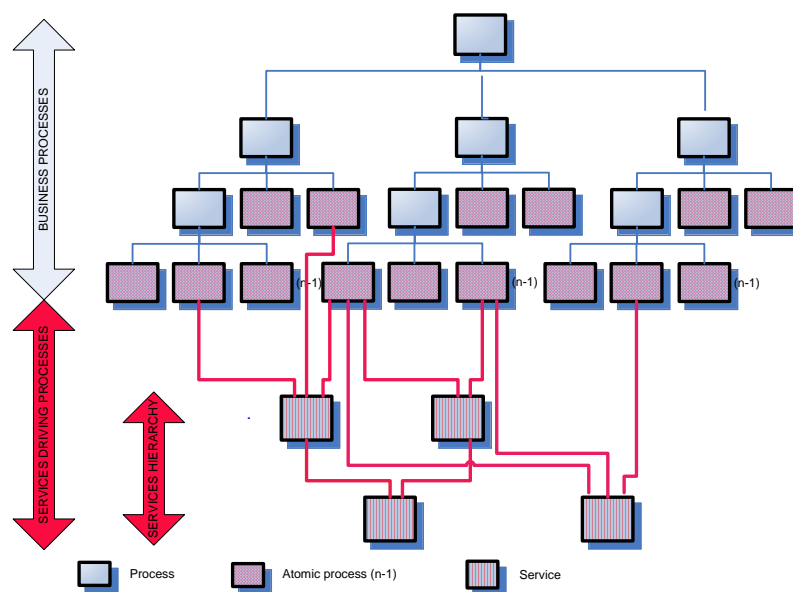 BUSINESS PROCESSES
(n-1)
(n-1)
(n-1)
SERVICES DRIVING PROCESSES
SERVICES HIERARCHY
Process
Atomic process (n-1)
Service